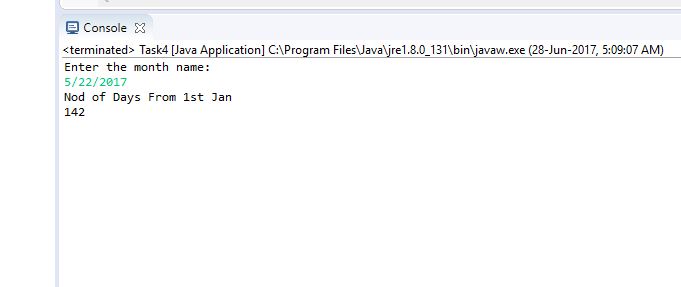 Console
<terminated> Task4 [Java Application] C:\Program Files\Java\jre1.8.0_131\bin\javaw.exe (28-Jun-2017, 5:09:07 AM)
Enter the month name:
5/22/2017
Nod of Days From 1st Jan
142